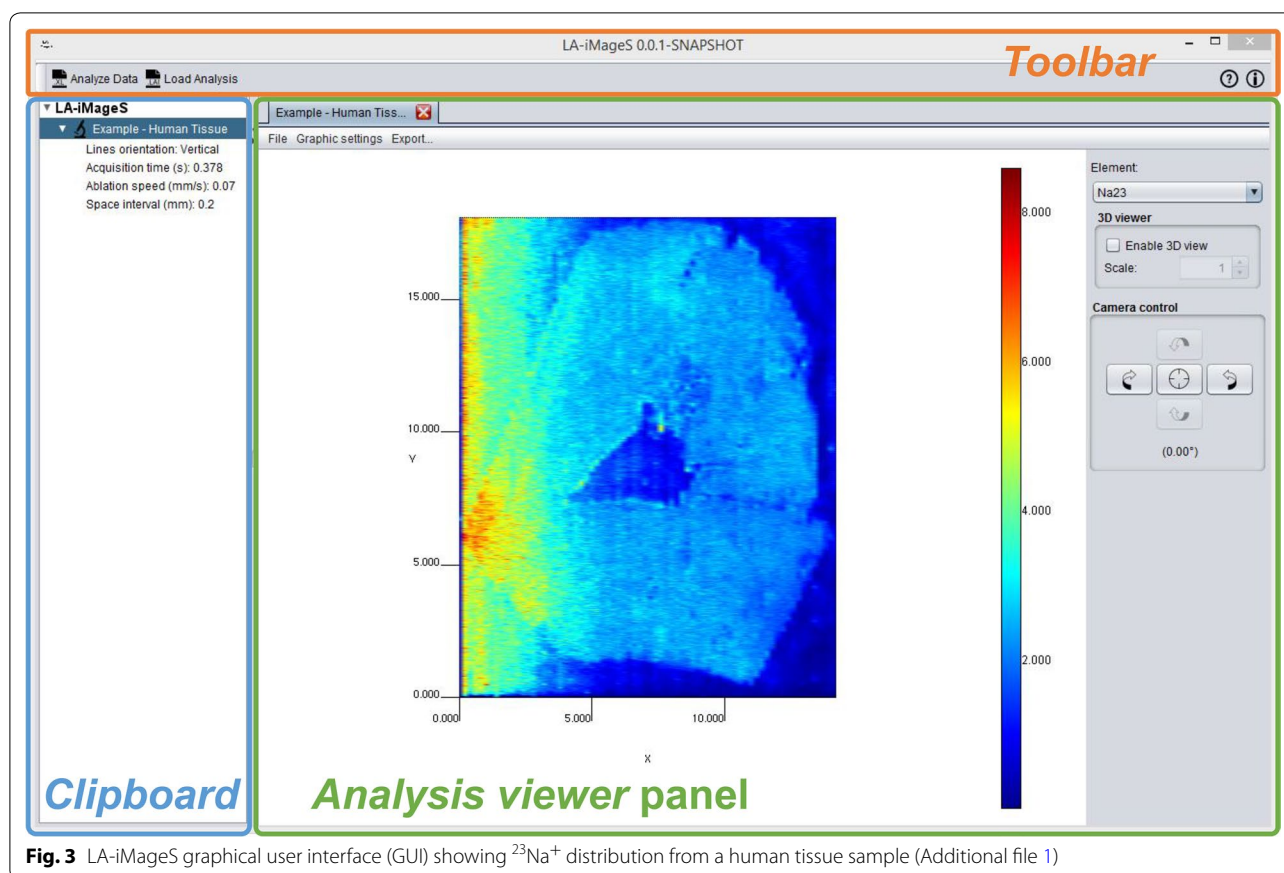 LA-iMageS 0.0.1-SNAPSHOT
Toolbar
Analyze Data Load Analysis
LA-iMageS
Example - Human Tissue
Lines orientation: Vertical
Acquisition time (s): 0.378
Ablation speed (mm/s): 0.07
Space interval (mm): 0.2
Clipboard
Example - Human Tiss...
File Graphic settings Export...
15.000
10.000
Y
5.000
0.000
0.000 5.000 10.000
X
8.000
6.000
4.000
2.000
Element:
Na23
3D viewer
Enable 3D view
Scale: 1
Camera control
(0.00°)
Analysis viewer panel
Fig. 3 LA-iMageS graphical user interface (GUI) showing ²³Na⁺ distribution from a human tissue sample (Additional file 1)